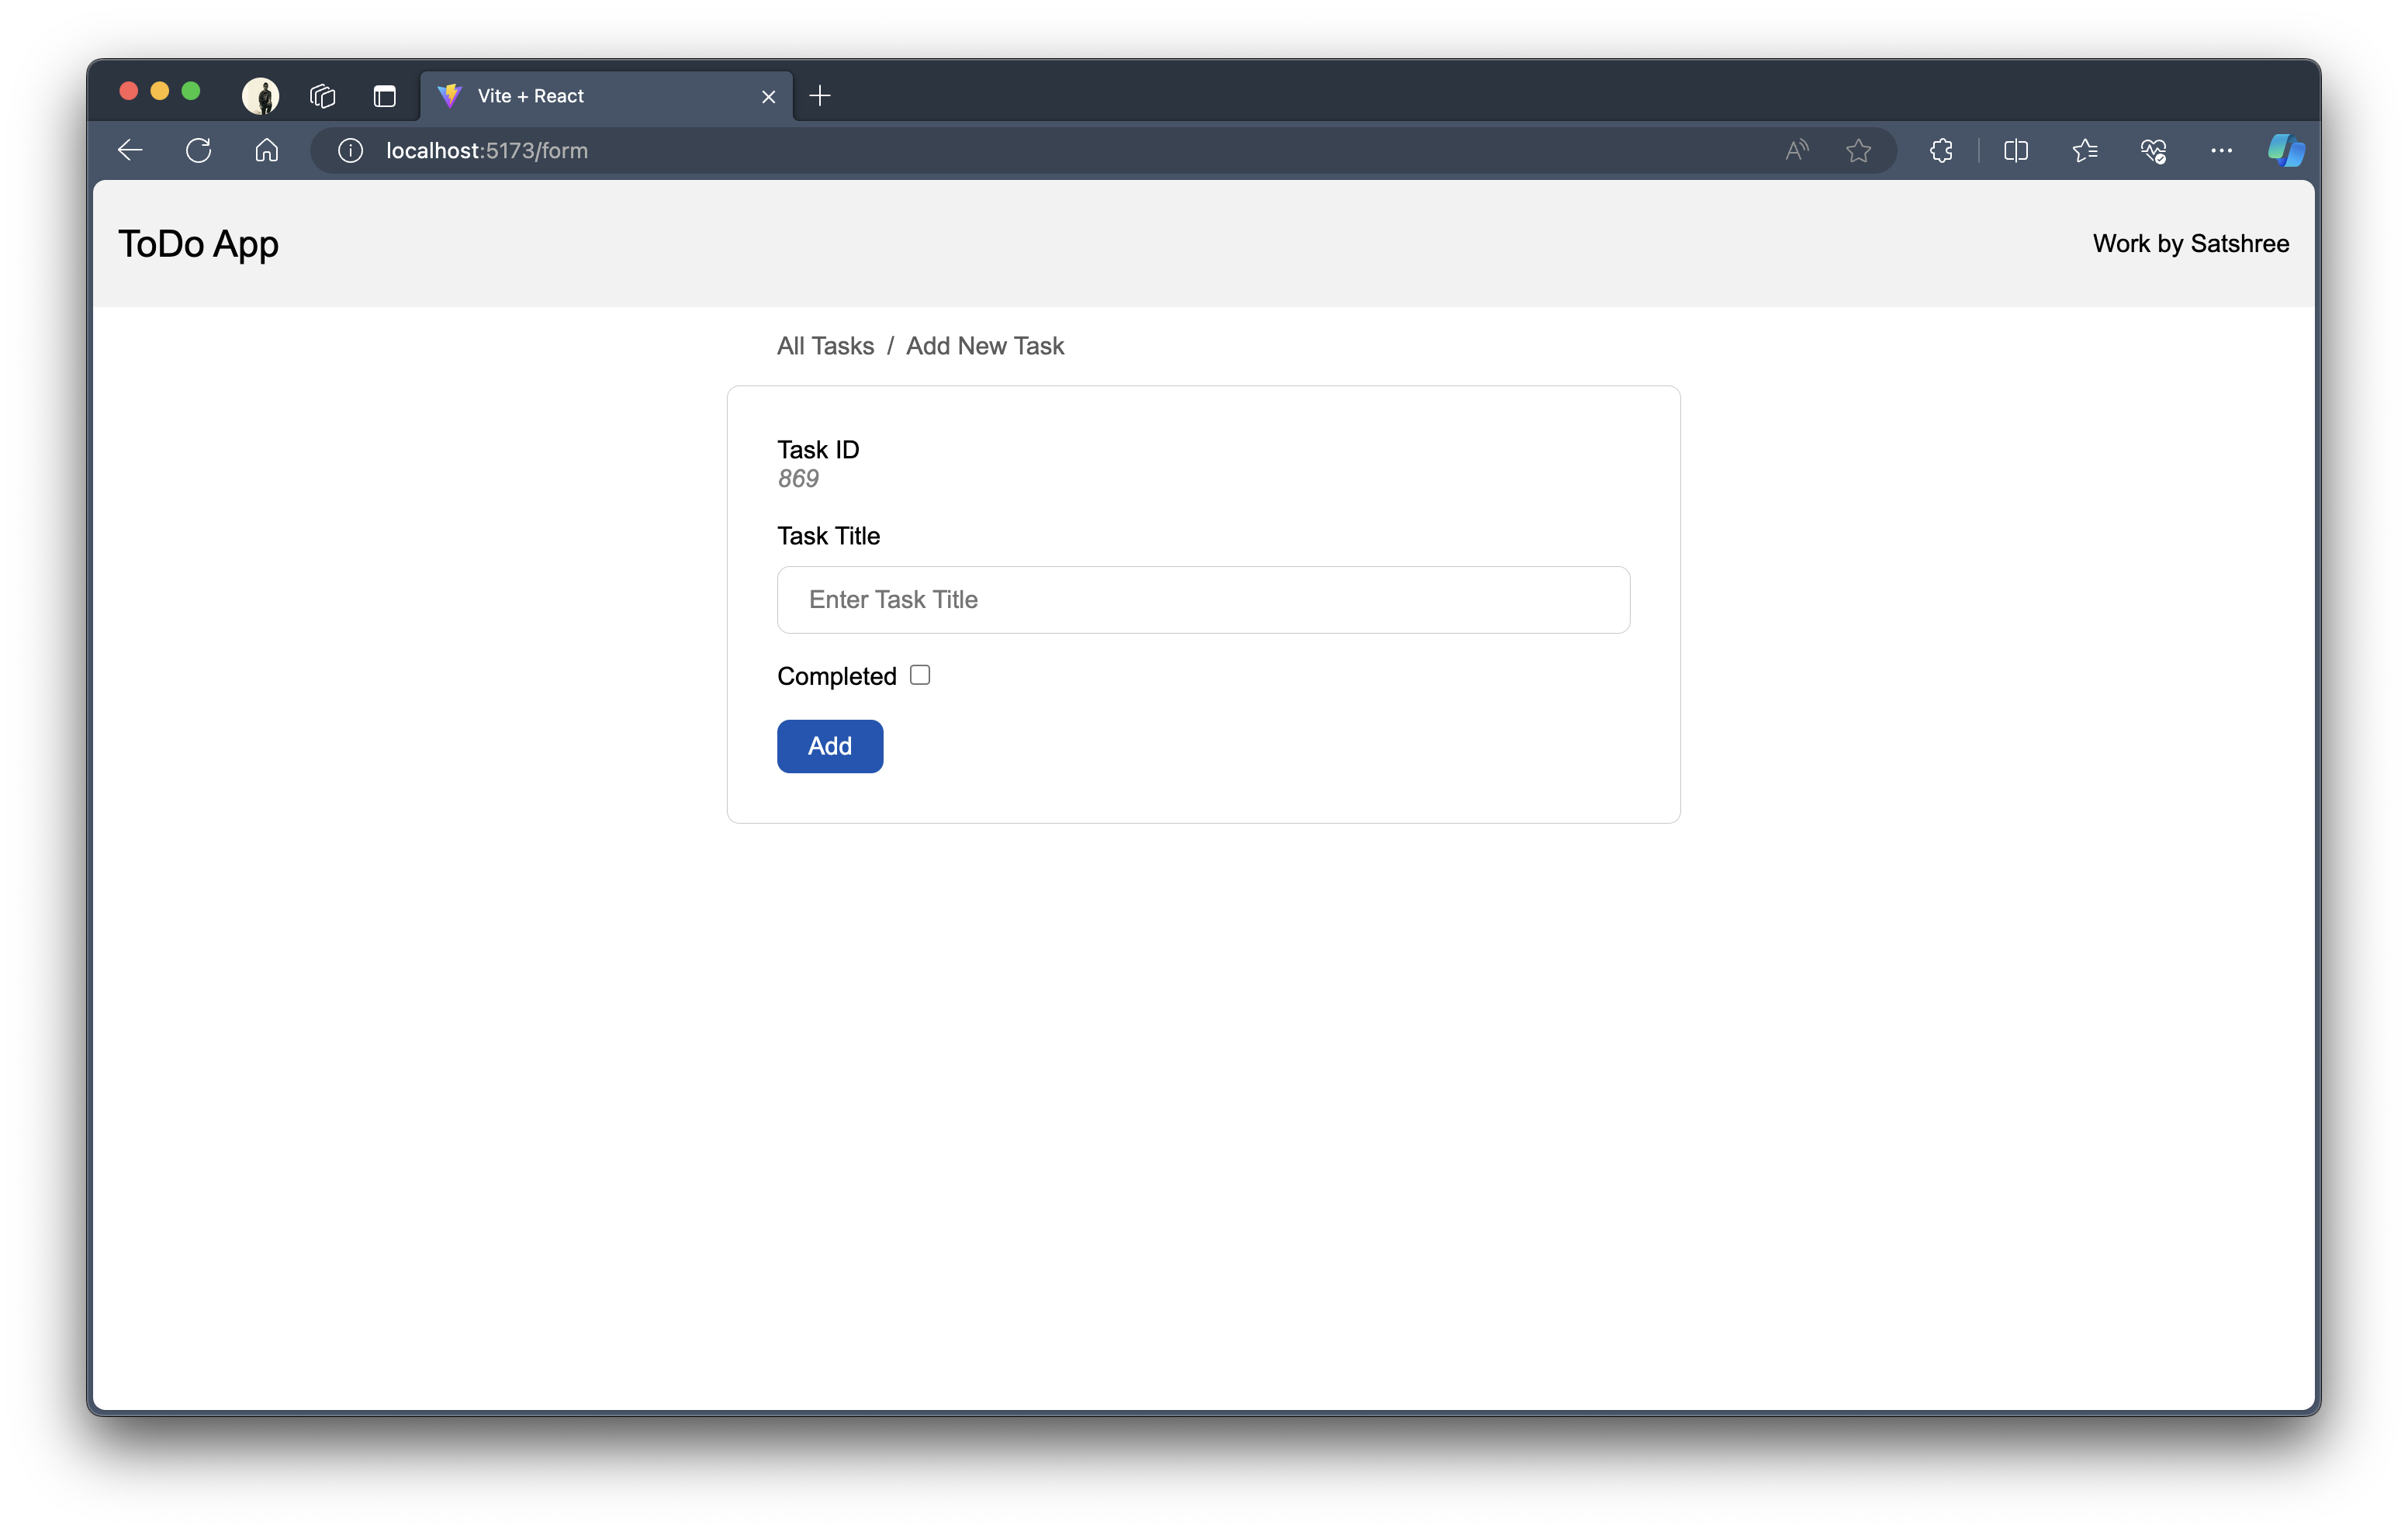 Vite + React
localhost:5173/form
ToDo App
Work by Satshree
All Tasks / Add New Task
Task ID
869
Task Title
Enter Task Title
Completed
Add